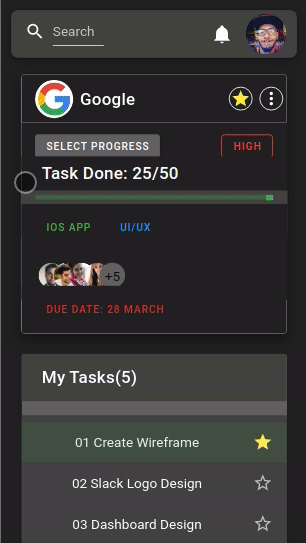 Search
Google
SELECT PROGRESS
HIGH
Task Done: 25/50
IOS APP
UI/UX
+5
DUE DATE: 28 MARCH
My Tasks(5)
01 Create Wireframe
02 Slack Logo Design
03 Dashboard Design